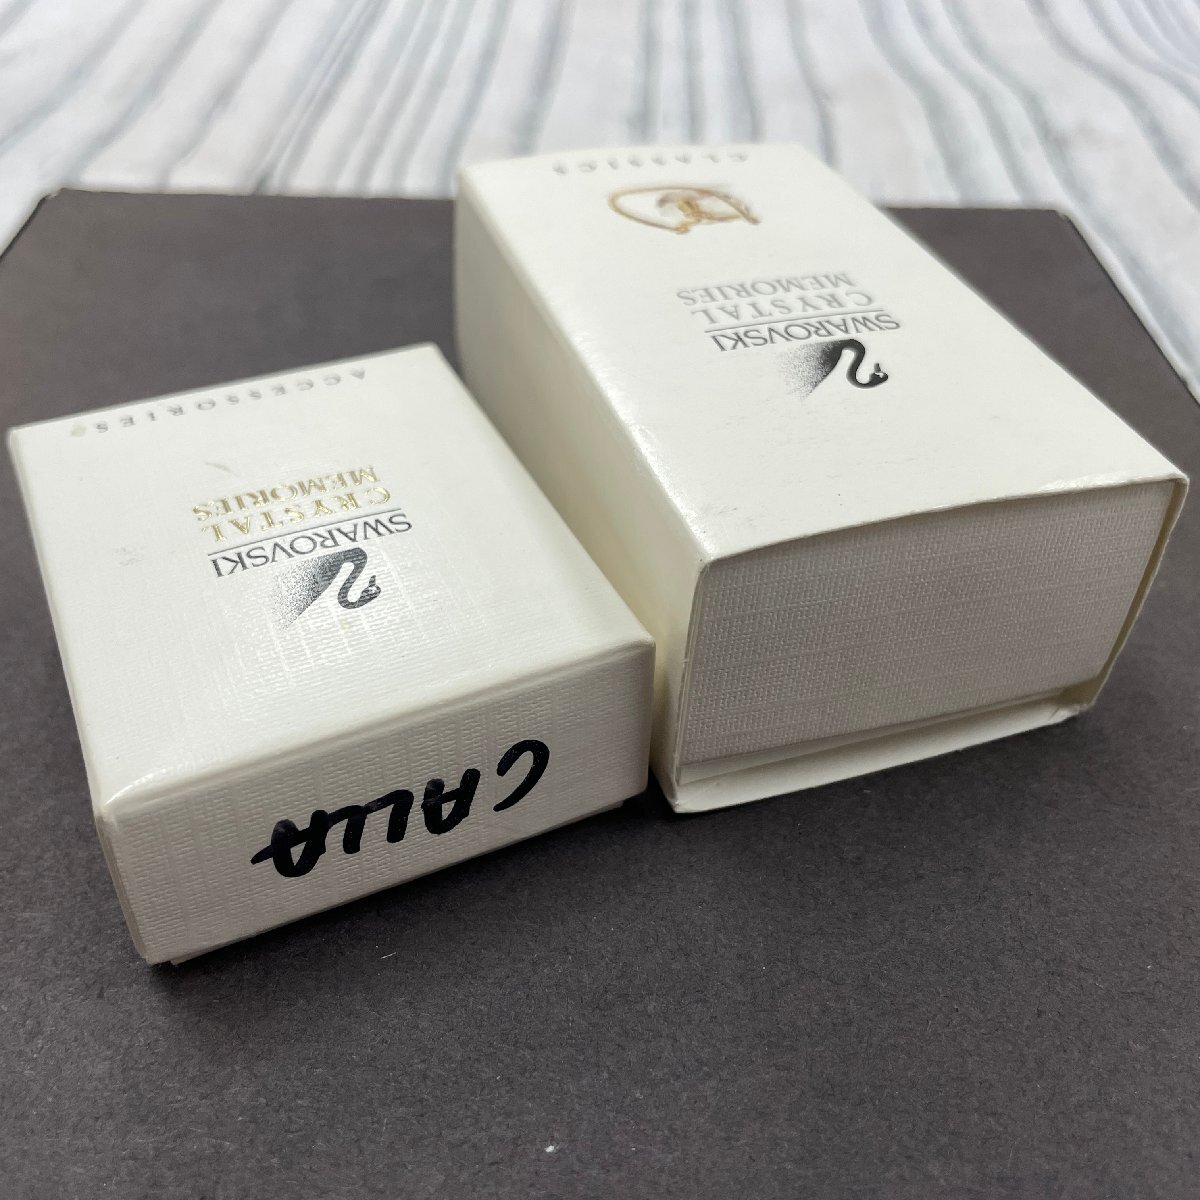 SWAROVSKI
CRYSTAL
MEMORIES
ACCESSORIES
CALLA
SWAROVSKI
CRYSTAL
MEMORIES
CLASSICS